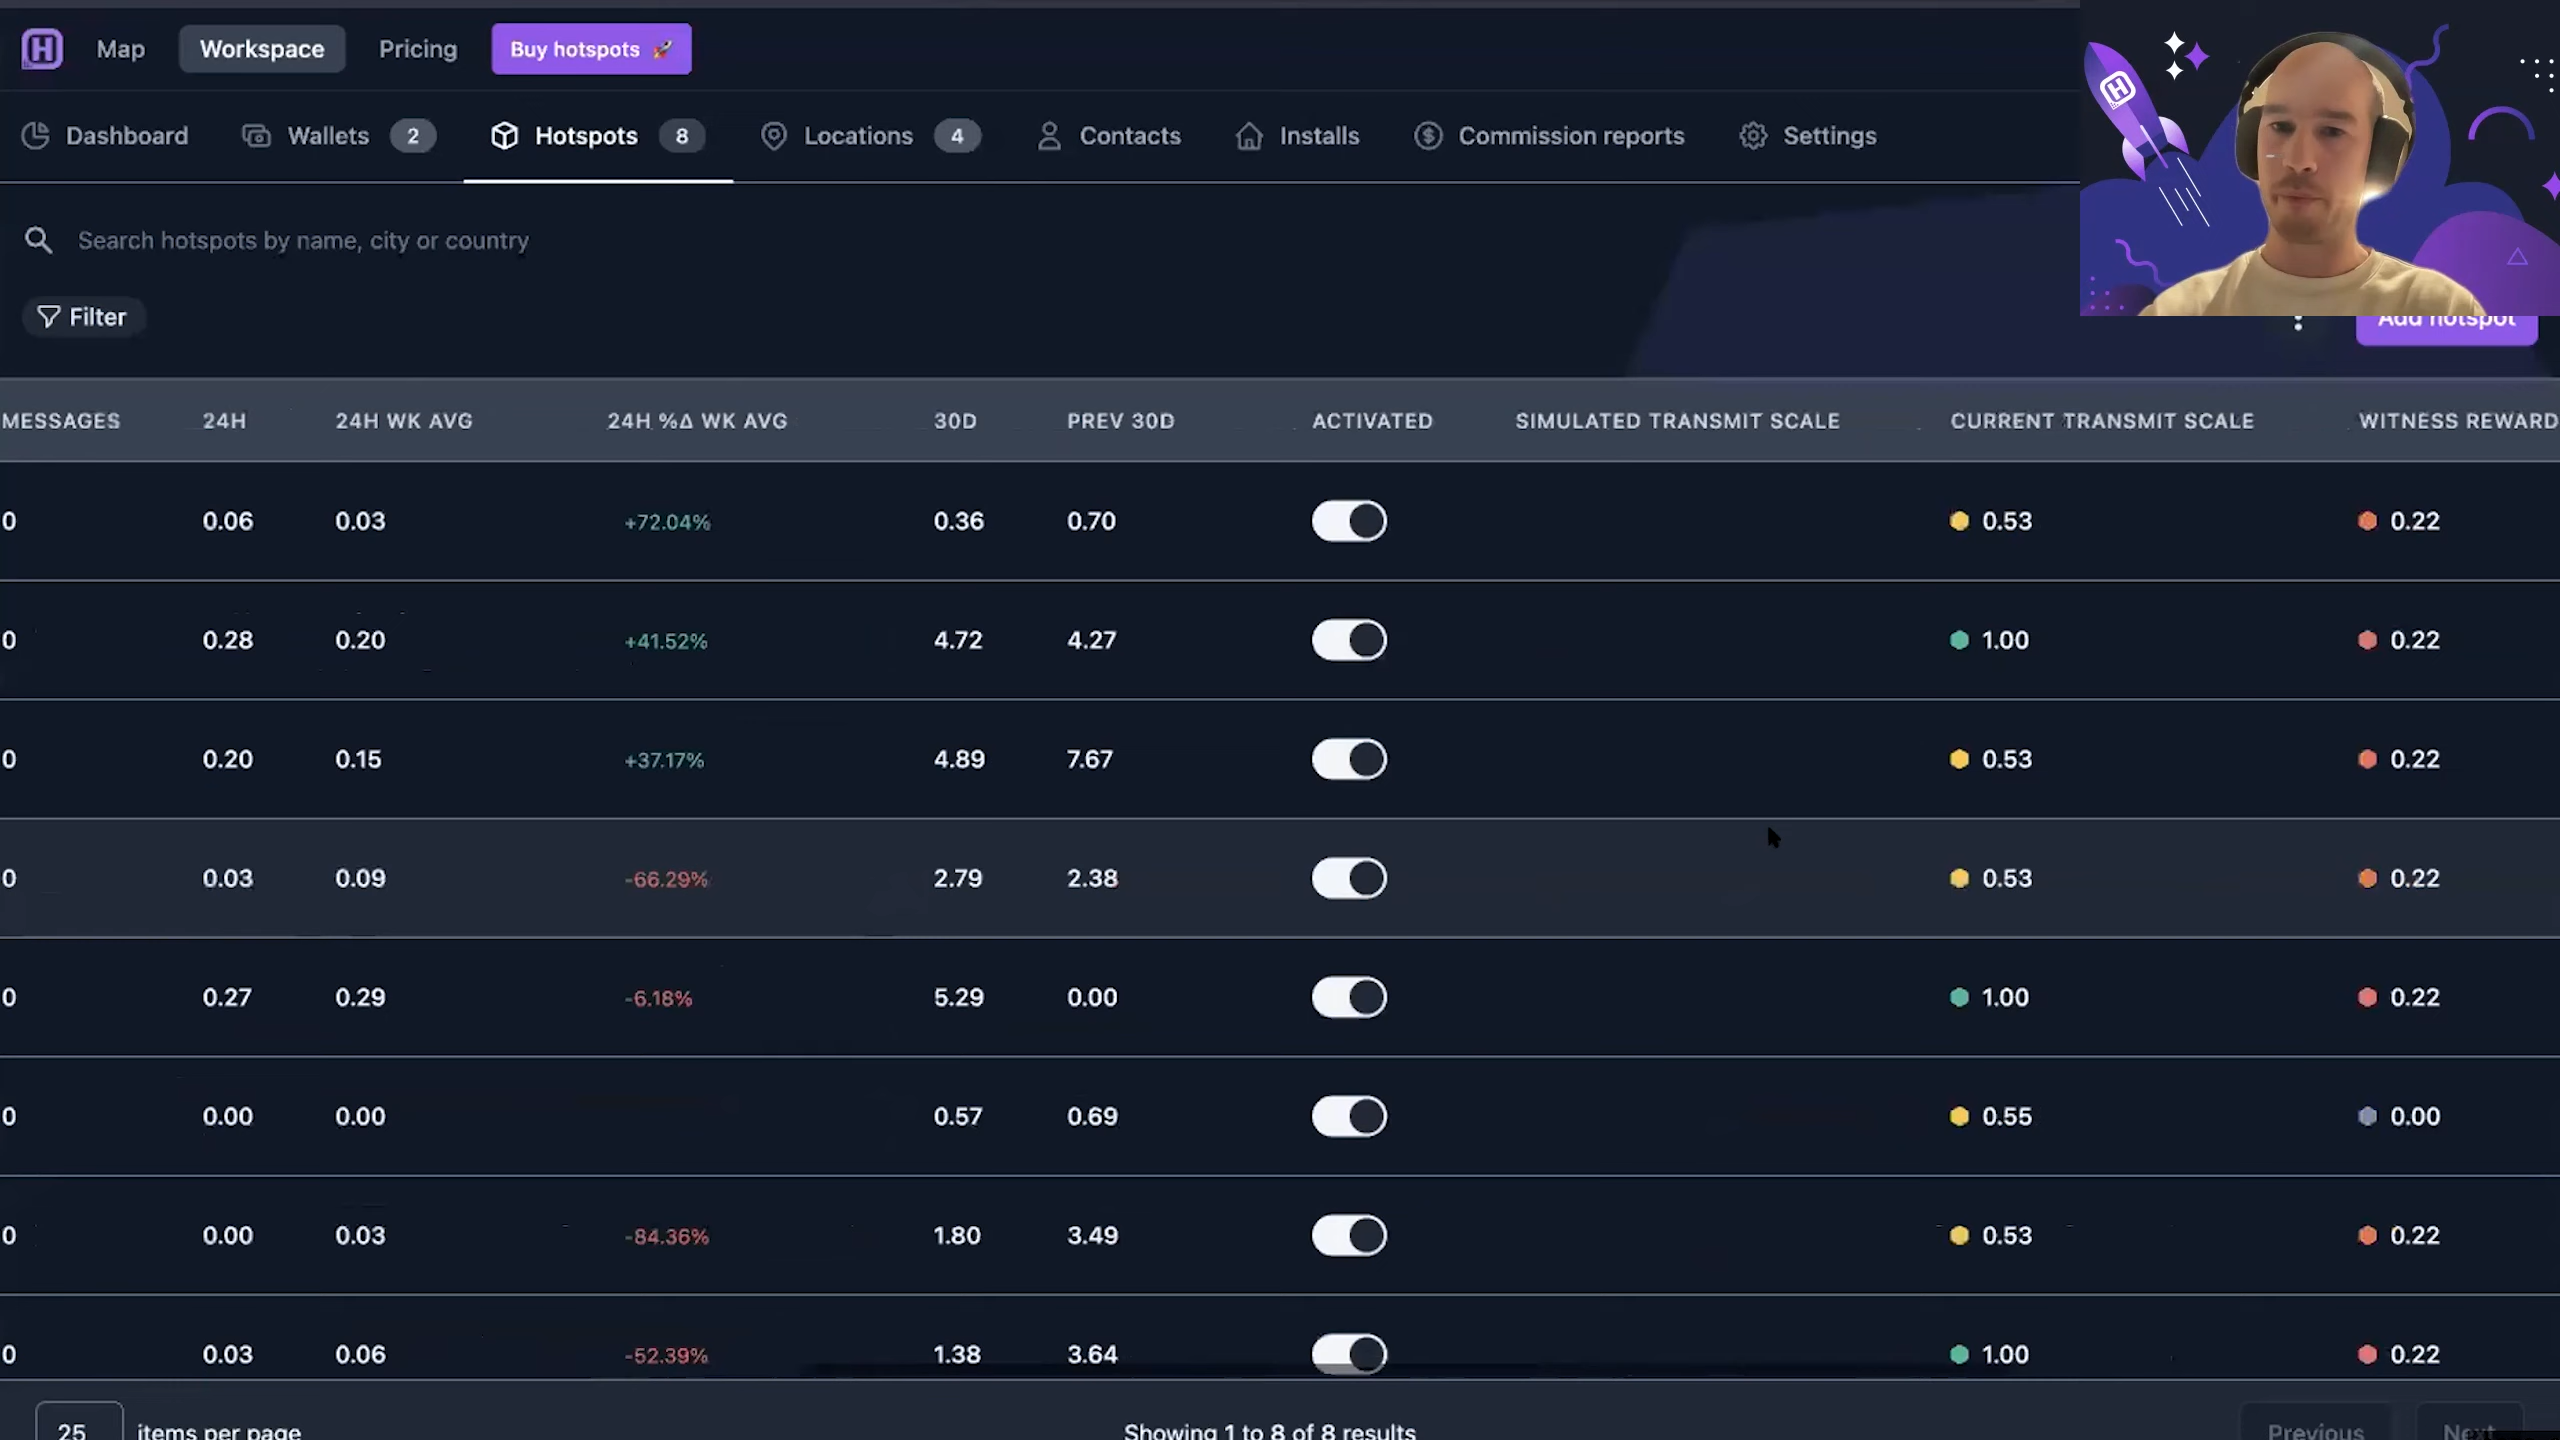 Map Workspace Pricing Buy hotspots 🚀
Dashboard Wallets 2 Hotspots 8 Locations 4 Contacts Installs Commission reports Settings
Search hotspots by name, city or country
Filter Add hotspot
MESSAGES 24H 24H WK AVG 24H %Δ WK AVG 30D PREV 30D ACTIVATED SIMULATED TRANSMIT SCALE CURRENT TRANSMIT SCALE WITNESS REWARD
0 0.06 0.03 +72.04% 0.36 0.70 0.53 0.22
0 0.28 0.20 +41.52% 4.72 4.27 1.00 0.22
0 0.20 0.15 +37.17% 4.89 7.67 0.53 0.22
0 0.03 0.09 -66.29% 2.79 2.38 0.53 0.22
0 0.27 0.29 -6.18% 5.29 0.00 1.00 0.22
0 0.00 0.00 0.57 0.69 0.55 0.00
0 0.00 0.03 -84.36% 1.80 3.49 0.53 0.22
0 0.03 0.06 -52.39% 1.38 3.64 1.00 0.22
25 items per page Showing 1 to 8 of 8 results Previous Next